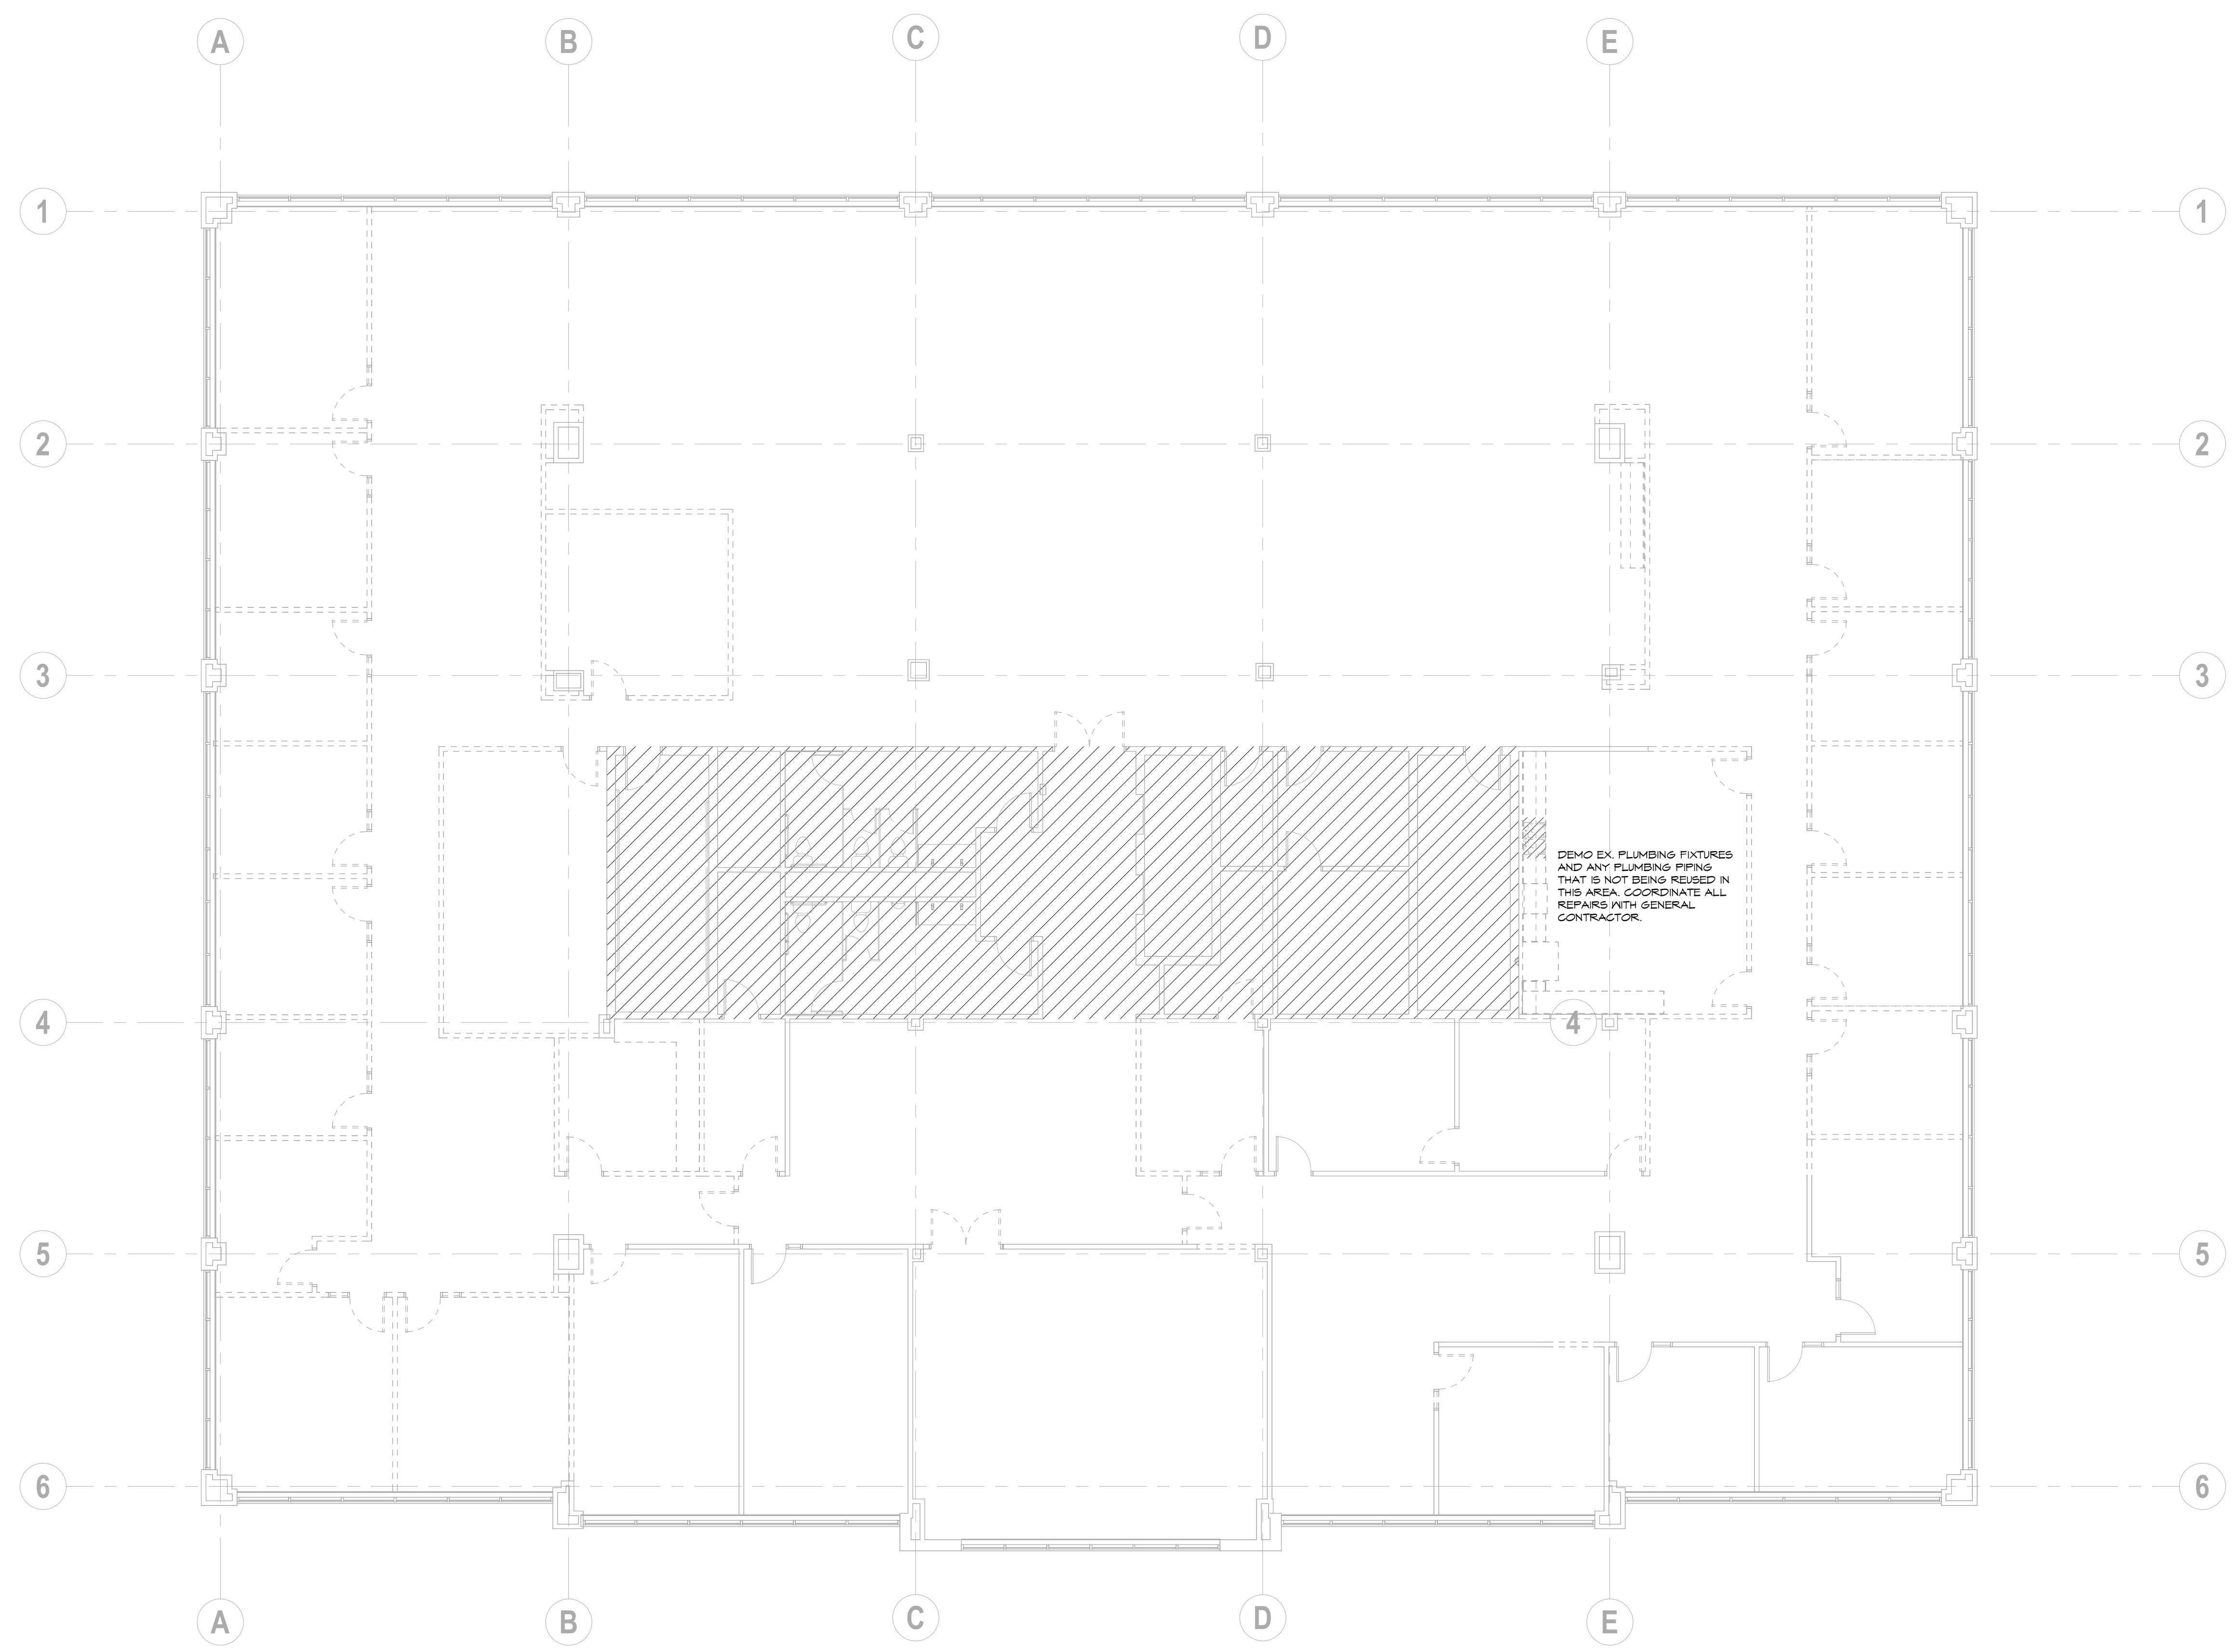 A B C D E
1 1
2 2
3 3
DEMO EX. PLUMBING FIXTURES
AND ANY PLUMBING PIPING
THAT IS NOT BEING REUSED IN
THIS AREA. COORDINATE ALL
REPAIRS WITH GENERAL
CONTRACTOR.
4 4
5 5
6 6
A B C D E